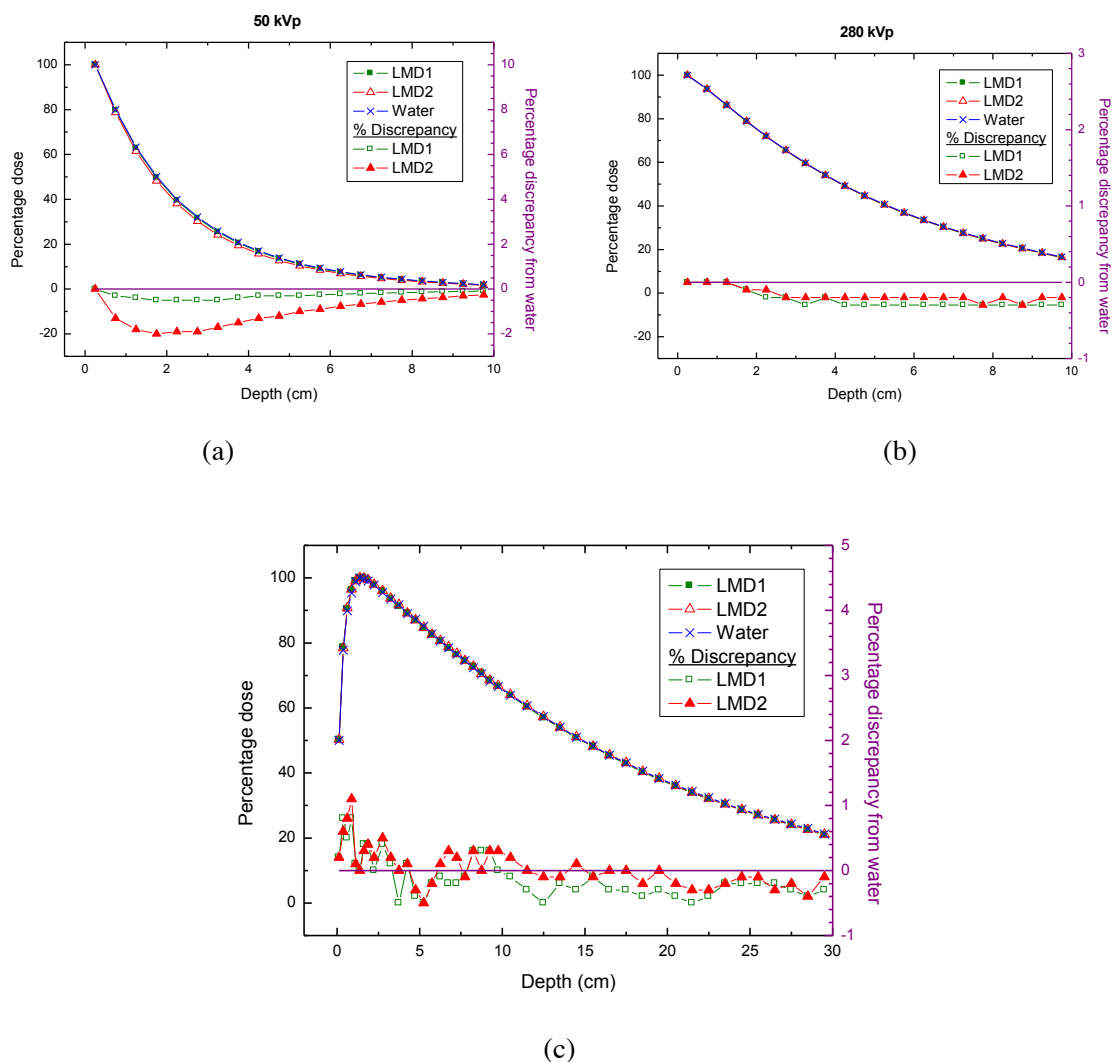 50 kVp
LMD1
LMD2
Water
% Discrepancy
LMD1
LMD2
Percentage dose
100
80
60
40
20
0
-20
Percentage discrepancy from water
10
8
6
4
2
0
-2
0 2 4 6 8 10
Depth (cm)
(a)
280 kVp
LMD1
LMD2
Water
% Discrepancy
LMD1
LMD2
Percentage dose
100
80
60
40
20
0
-20
Percentage discrepancy from water
3
2
1
0
-1
0 2 4 6 8 10
Depth (cm)
(b)
LMD1
LMD2
Water
% Discrepancy
LMD1
LMD2
Percentage dose
100
80
60
40
20
0
Percentage discrepancy from water
5
4
3
2
1
0
-1
0 5 10 15 20 25 30
Depth (cm)
(c)